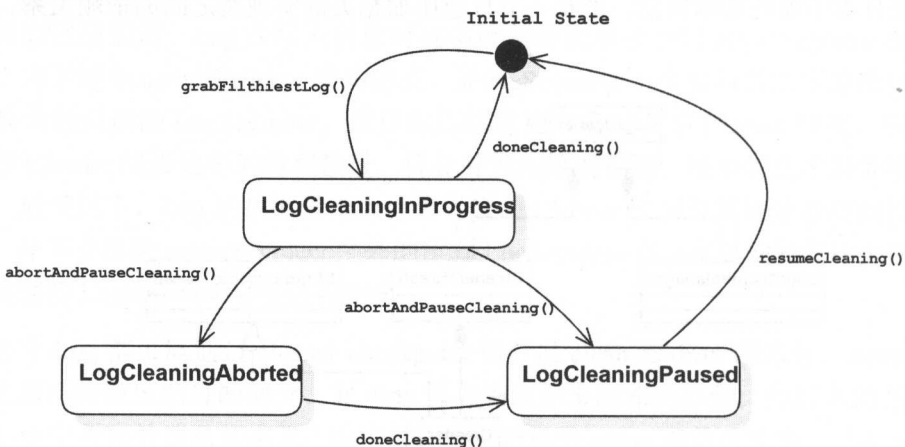 Initial State
grabFilthiestLog()
doneCleaning()
LogCleaningInProgress
abortAndPauseCleaning()
resumeCleaning()
abortAndPauseCleaning()
LogCleaningAborted
LogCleaningPaused
doneCleaning()